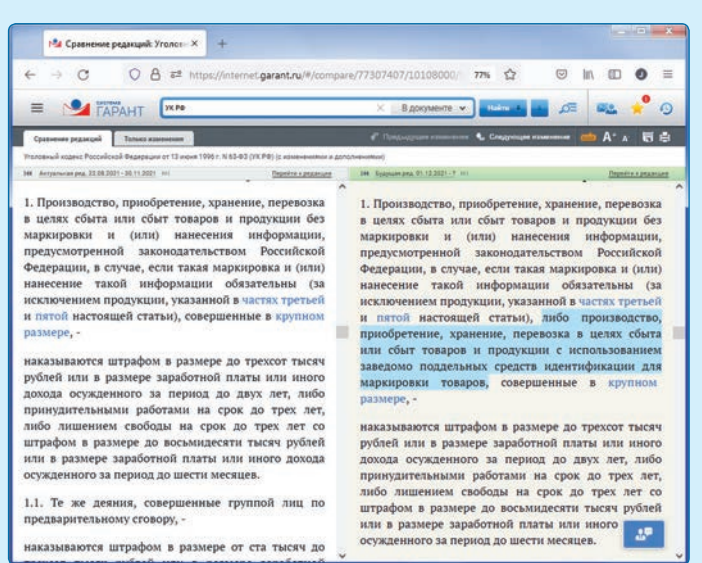 Сравнение редакций: Уголов
https://internet.garant.ru/#/compare/77307407/10108000/
77%
СИСТЕМА
ГАРАНТ
УК РФ
В документе
Найти
Сравнение редакций
Только изменения
Предыдущее изменение
Следующее изменение
Уголовный кодекс Российской Федерации от 13 июня 1996 г. N 63-ФЗ (УК РФ) (с изменениями и дополнениями)
Перейти к редакции
Будущая ред. 01.12.2021 - ?
Перейти к редакции
1. Производство, приобретение, хранение, перевозка
в целях сбыта или сбыт товаров и продукции без
маркировки и (или) нанесения информации,
предусмотренной законодательством Российской
Федерации, в случае, если такая маркировка и (или)
нанесение такой информации обязательны (за
исключением продукции, указанной в частях третьей
и пятой настоящей статьи), совершенные в крупном
размере, -
наказываются штрафом в размере до трехсот тысяч
рублей или в размере заработной платы или иного
дохода осужденного за период до двух лет, либо
принудительными работами на срок до трех лет,
либо лишением свободы на срок до трех лет со
штрафом в размере до восьмидесяти тысяч рублей
или в размере заработной платы или иного дохода
осужденного за период до шести месяцев.
1.1. Те же деяния, совершенные группой лиц по
предварительному сговору, -
наказываются штрафом в размере от ста тысяч до
1. Производство, приобретение, хранение, перевозка
в целях сбыта или сбыт товаров и продукции без
маркировки и (или) нанесения информации,
предусмотренной законодательством Российской
Федерации, в случае, если такая маркировка и (или)
нанесение такой информации обязательны (за
исключением продукции, указанной в частях третьей
и пятой настоящей статьи), либо производство,
приобретение, хранение, перевозка в целях сбыта
или сбыт товаров и продукции с использованием
заведомо поддельных средств идентификации для
маркировки товаров, совершенные в крупном
размере, -
наказываются штрафом в размере до трехсот тысяч
рублей или в размере заработной платы или иного
дохода осужденного за период до двух лет, либо
принудительными работами на срок до трех лет,
либо лишением свободы на срок до трех лет со
штрафом в размере до восьмидесяти тысяч рублей
или в размере заработной платы или иного
осужденного за период до шести месяцев.